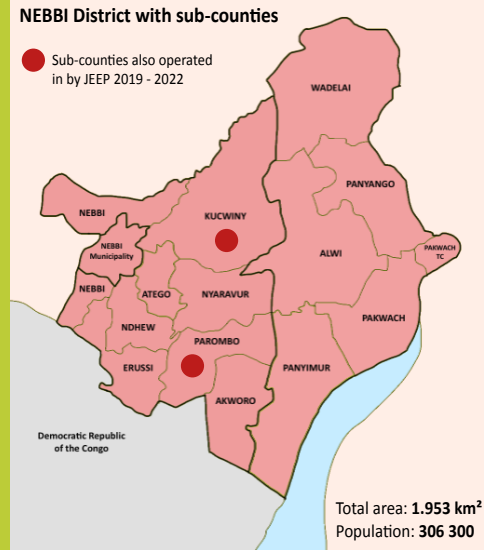 NEBBI District with sub-counties
Sub-counties also operated
in by JEEP 2019 - 2022
WADELAI
PANYANGO
NEBBI
KUCWINY
NEBBI
Municipality
ALWI
PAKWACH
TC
NEBBI
ATEGO
NYARAVUR
NDHEW
PAKWACH
PAROMBO
ERUSSI
PANYIMUR
AKWORO
Democratic Republic
of the Congo
Total area: 1.953 km²
Population: 306 300